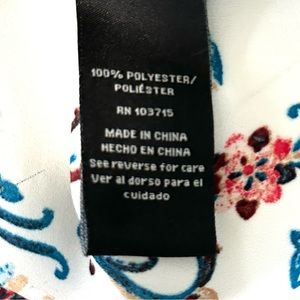 100% POLYESTER/
POLIÉSTER
RN 103715
MADE IN CHINA
HECHO EN CHINA
See reverse for care
Ver al dorso para el
cuidado